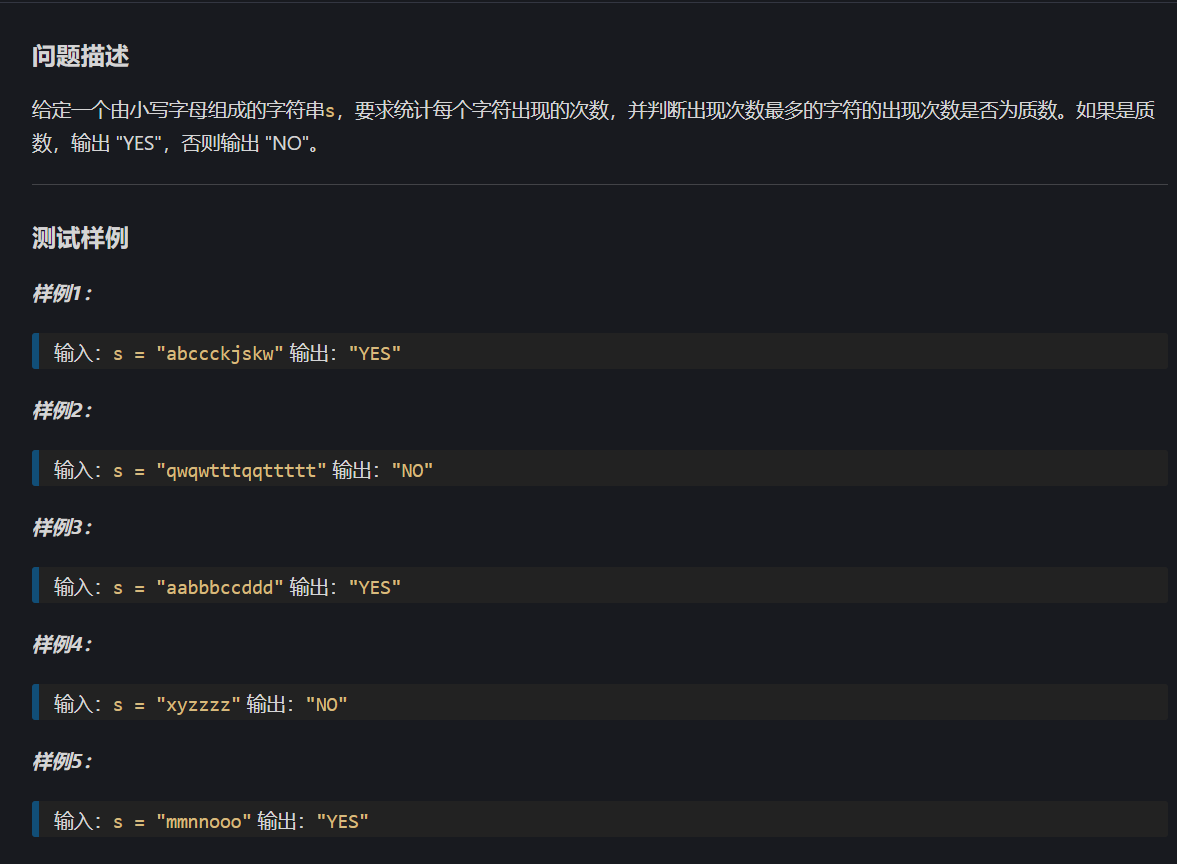 问题描述
给定一个由小写字母组成的字符串s，要求统计每个字符出现的次数，并判断出现次数最多的字符的出现次数是否为质
数，输出 "YES"，否则输出 "NO"。
测试样例
样例1：
输入：s = "abccckjskw" 输出："YES"
样例2：
输入：s = "qwqwtttqqttttt" 输出："NO"
样例3：
输入：s = "aabbbccddd" 输出："YES"
样例4：
输入：s = "xyzzzz" 输出："NO"
样例5：
输入：s = "mmnnooo" 输出："YES"